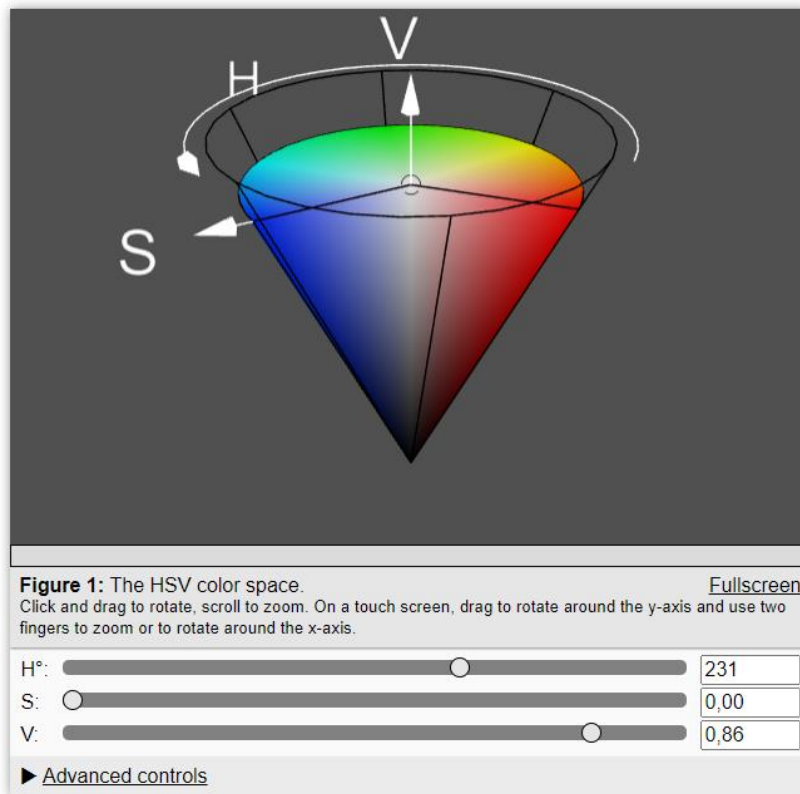 V
H
S
Figure 1: The HSV color space. Fullscreen
Click and drag to rotate, scroll to zoom. On a touch screen, drag to rotate around the y-axis and use two
fingers to zoom or to rotate around the x-axis.
H°: 231
S: 0,00
V: 0,86
▶ Advanced controls